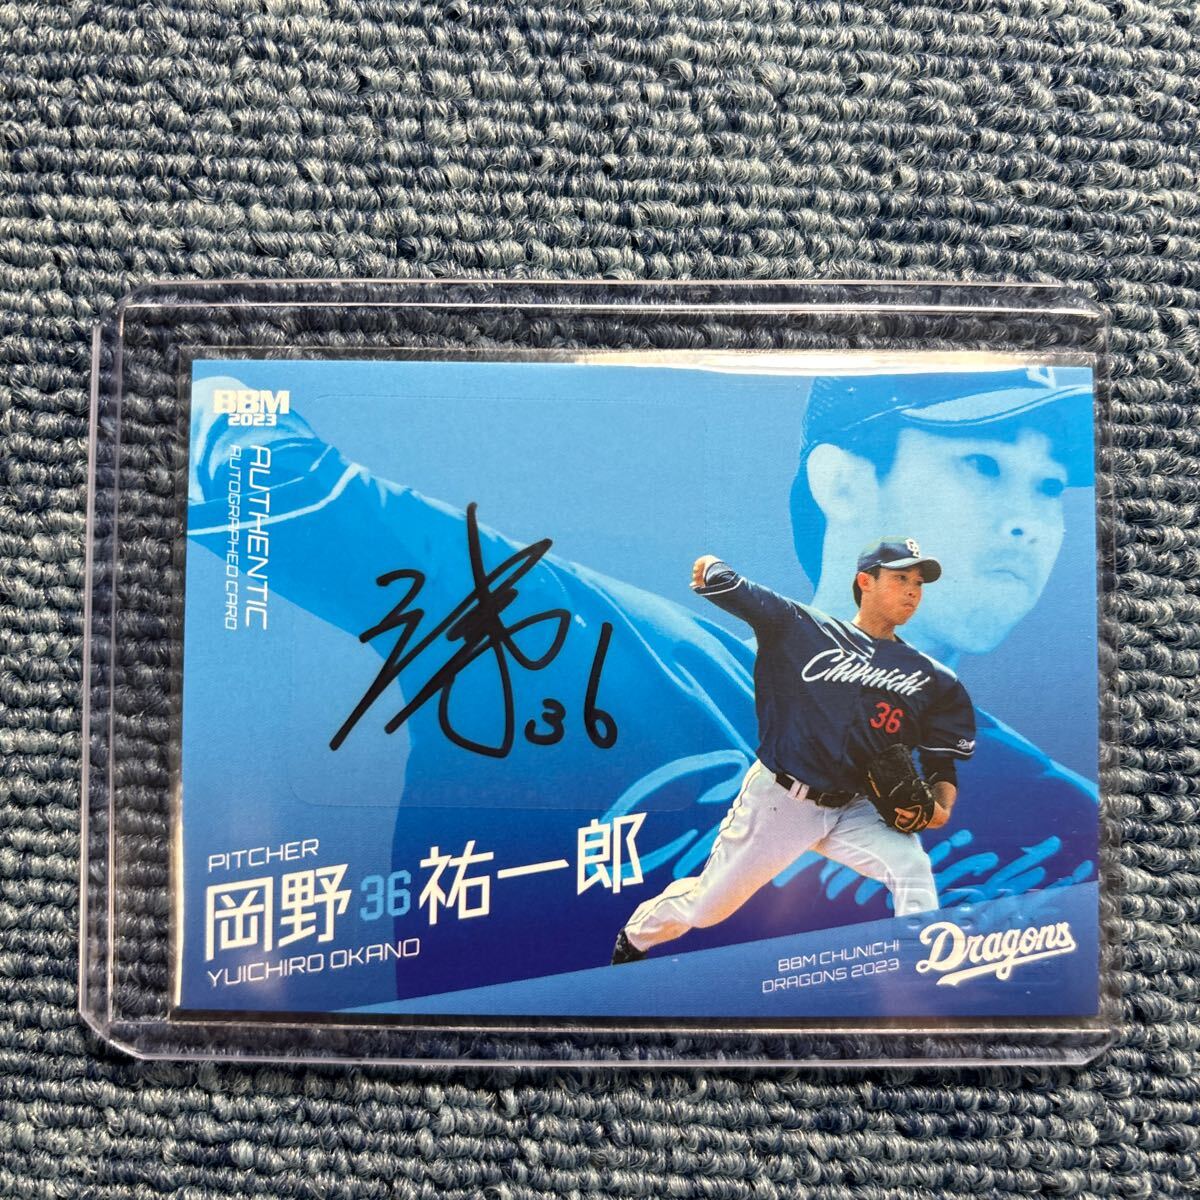 BBM
2023
AUTHENTIC
AUTOGRAPHED CARD
36
Chunichi
36
PITCHER
岡野 36 祐一郎
YUICHIRO OKANO
BBM CHUNICHI
DRAGONS 2023
Dragons